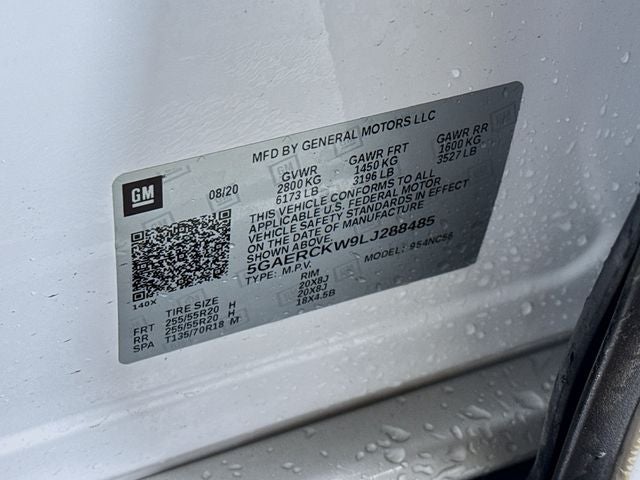 MFD BY GENERAL MOTORS LLC
GM
08/20 GVWR GAWR FRT GAWR RR
2800 KG 1450 KG 1600 KG
6173 LB 3196 LB 3527 LB
THIS VEHICLE CONFORMS TO ALL
APPLICABLE U.S. FEDERAL MOTOR
VEHICLE SAFETY STANDARDS IN EFFECT
ON THE DATE OF MANUFACTURE
SHOWN ABOVE.
5GAERCKW9LJ288485
TYPE: M.P.V. MODEL: 954NC56
140X
TIRE SIZE RIM
FRT 255/55R20 H 20X8J
RR 255/55R20 H 20X8J
SPA T135/70R18 M 18X4.5B